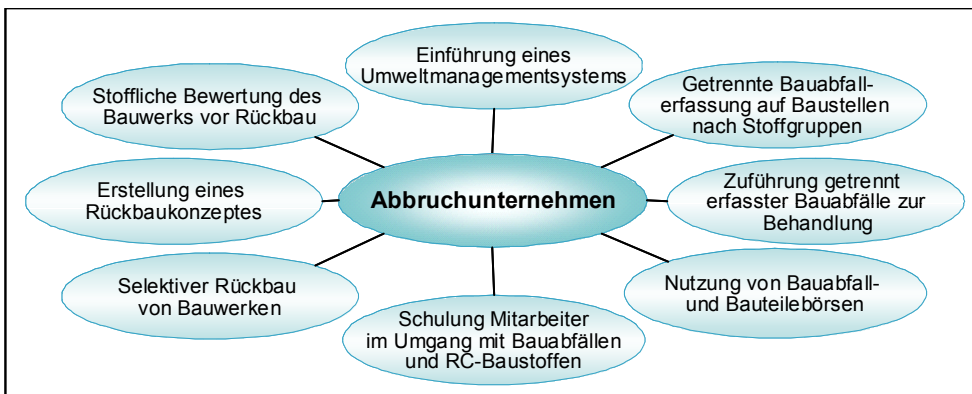 Einführung eines
Umweltmanagementsystems
Stoffliche Bewertung des
Bauwerks vor Rückbau
Getrennte Bauabfall-
erfassung auf Baustellen
nach Stoffgruppen
Erstellung eines
Rückbaukonzeptes
Abbruchunternehmen
Zuführung getrennt
erfasster Bauabfälle zur
Behandlung
Selektiver Rückbau
von Bauwerken
Schulung Mitarbeiter
im Umgang mit Bauabfällen
und RC-Baustoffen
Nutzung von Bauabfall-
und Bauteilebörsen